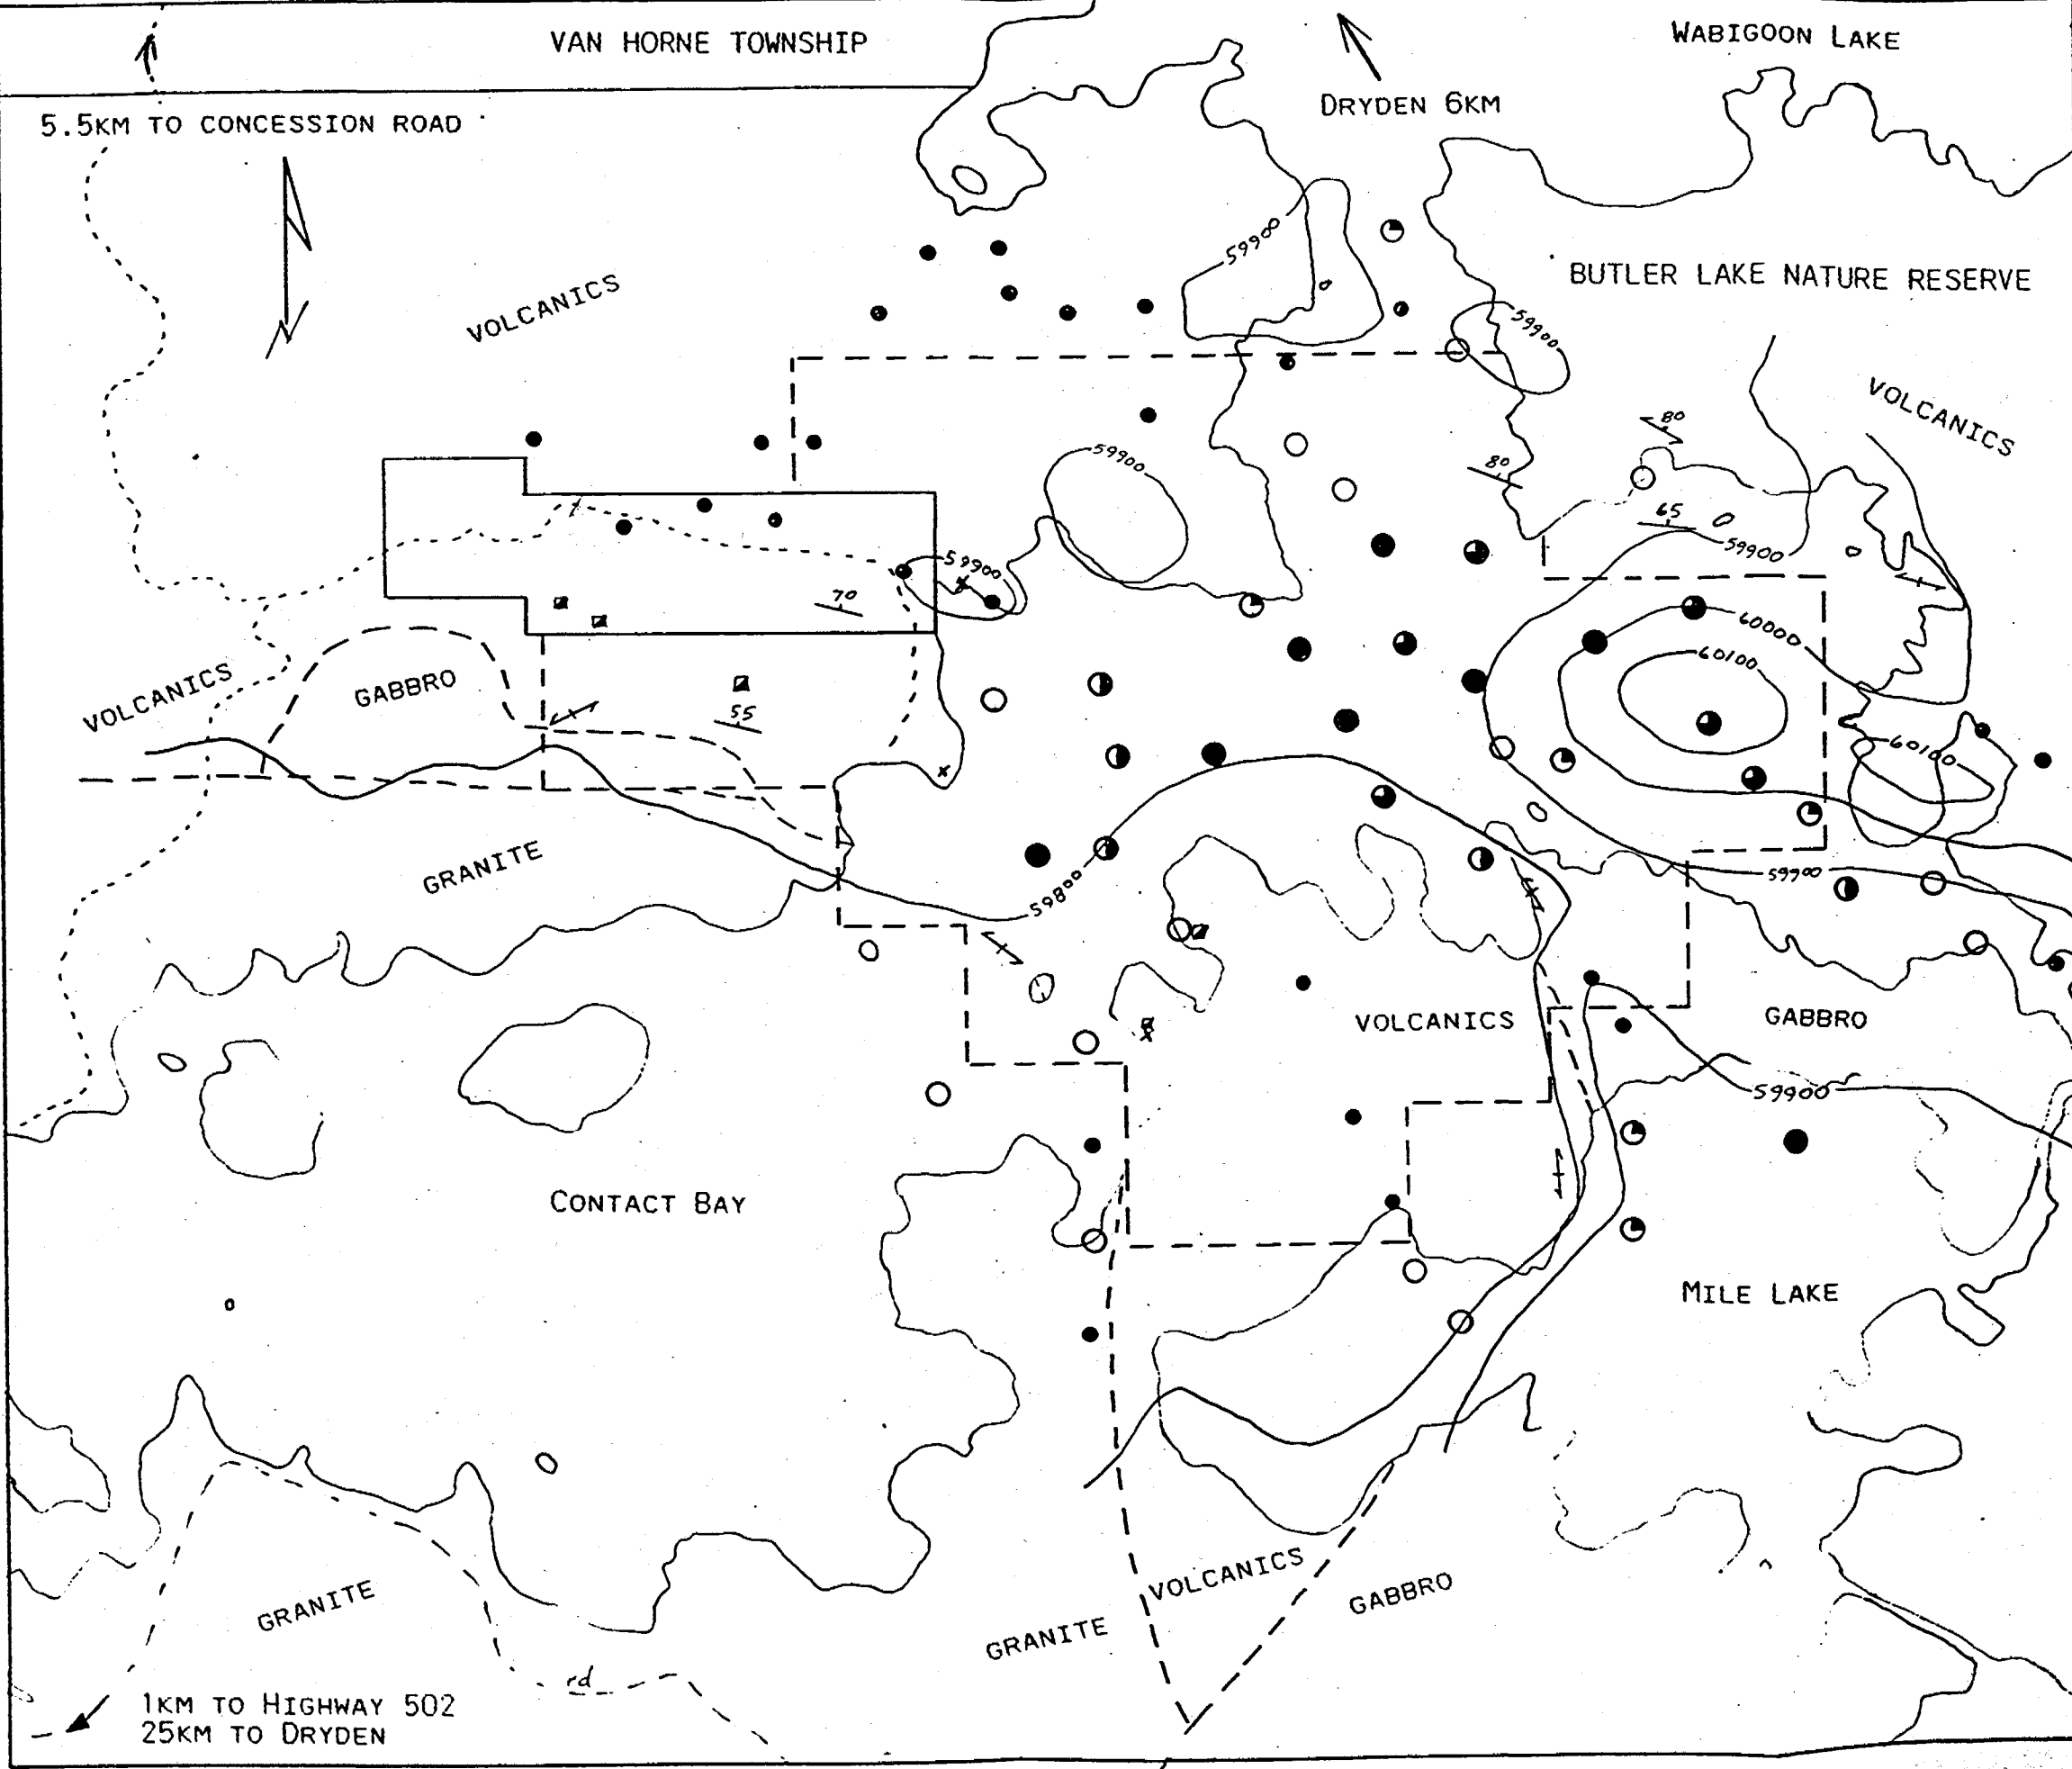 VAN HORNE TOWNSHIP
WABIGOON LAKE
DRYDEN 6KM
5.5KM TO CONCESSION ROAD
59900
BUTLER LAKE NATURE RESERVE
VOLCANICS
59900
VOLCANICS
80
59900
80
65
59900
59900
70
60000
60100
VOLCANICS
GABBRO
55
60100
GRANITE
59800
59900
VOLCANICS
GABBRO
59900
CONTACT BAY
MILE LAKE
VOLCANICS
GABBRO
GRANITE
GRANITE
rd
1KM TO HIGHWAY 502
25KM TO DRYDEN